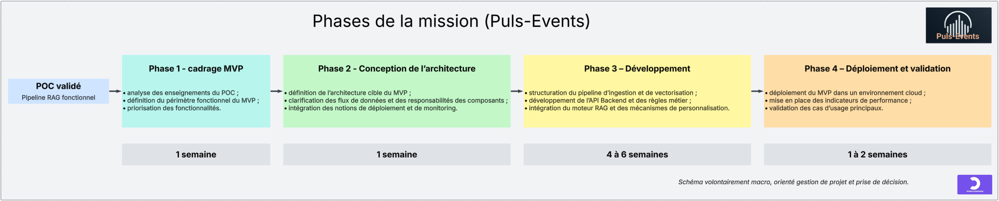 Phases de la mission (Puls-Events)
Puls-Events
POC validé
Pipeline RAG fonctionnel
Phase 1 - cadrage MVP
• analyse des enseignements du POC ;
• définition du périmètre fonctionnel du MVP ;
• priorisation des fonctionnalités.
Phase 2 - Conception de l’architecture
• définition de l’architecture cible du MVP ;
• clarification des flux de données et des responsabilités des composants ;
• intégration des notions de déploiement et de monitoring.
Phase 3 – Développement
• structuration du pipeline d’ingestion et de vectorisation ;
• développement de l’API Backend et des règles métier ;
• intégration du moteur RAG et des mécanismes de personnalisation.
Phase 4 – Déploiement et validation
• déploiement du MVP dans un environnement cloud ;
• mise en place des indicateurs de performance ;
• validation des cas d’usage principaux.
1 semaine
1 semaine
4 à 6 semaines
1 à 2 semaines
Schéma volontairement macro, orienté gestion de projet et prise de décision.
OPENCLASSROOMS